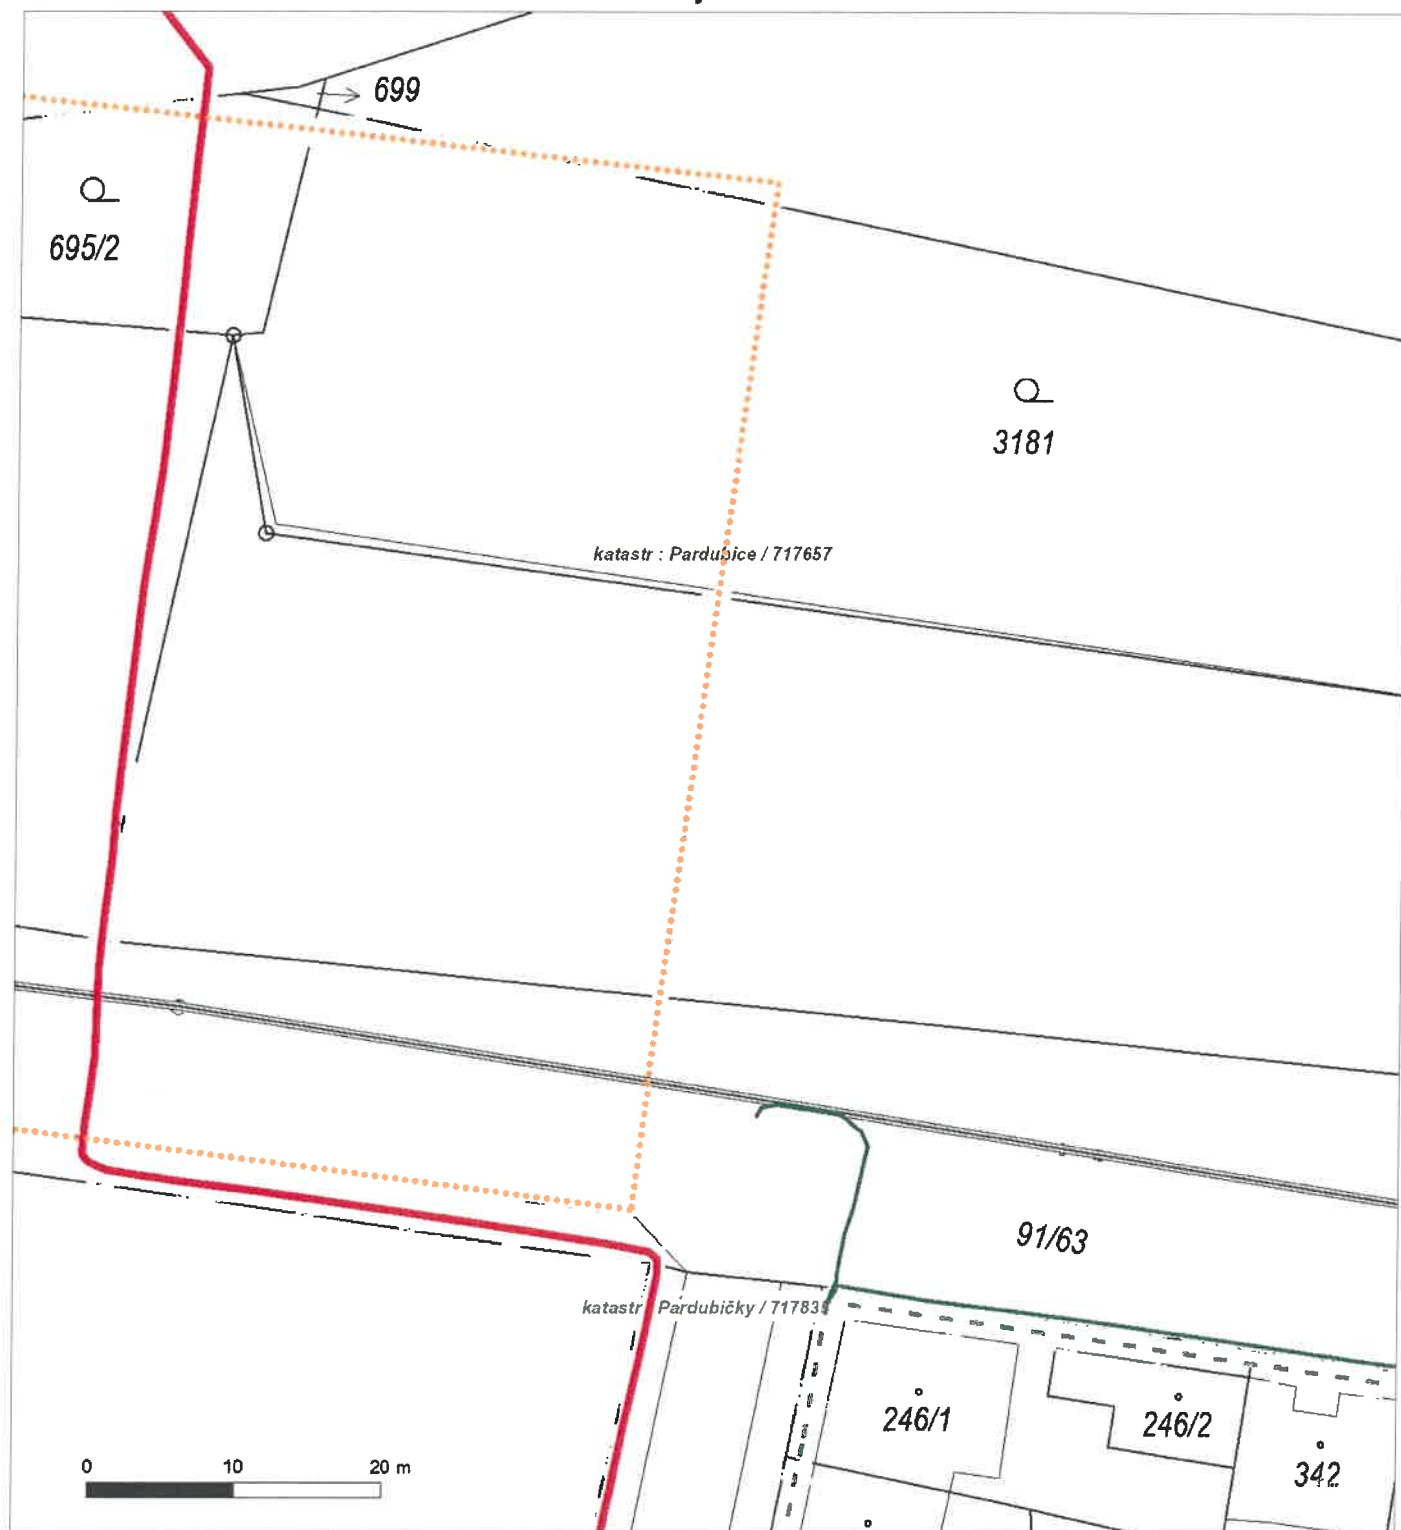 699
695/2
3181
katastr : Pardubice / 717657
91/63
katastr : Pardubičky / 71783
246/1
246/2
342
0 10 20 m